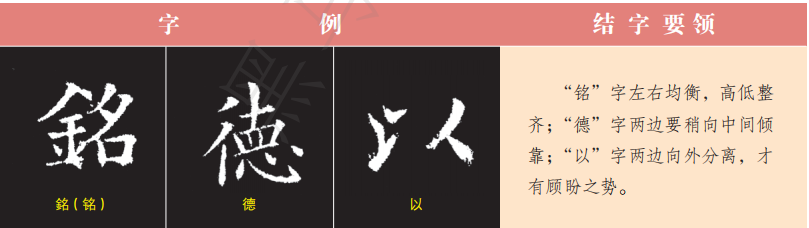 字 例 结字要领
銘 德 以
銘(铭) 德 以
“铭”字左右均衡，高低整
齐；“德”字两边要稍向中间倾
靠；“以”字两边向外分离，才
有顾盼之势。